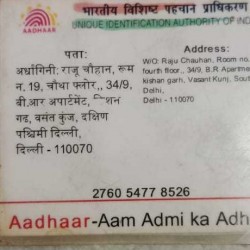 भारतीय विशिष्ट पहचान प्राधिकरण
UNIQUE IDENTIFICATION AUTHORITY OF IND
AADHAAR
पता:
अर्धांगिनी: राजू चौहान, रूम
न. 19, चौथा फ्लोर,, 34/9,
बी.आर अपार्टमेंट,
गढ, वसंत कुंज, दक्षिण
पश्चिमी दिल्ली,
दिल्ली - 110070
Address:
W/O: Raju Chauhan, Room no.
fourth floor,, 34/9, B.R Apartme
kishan garh, Vasant Kunj, South
Delhi,
Delhi - 110070
2760 5477 8526
Aadhaar-Aam Admi ka Adh